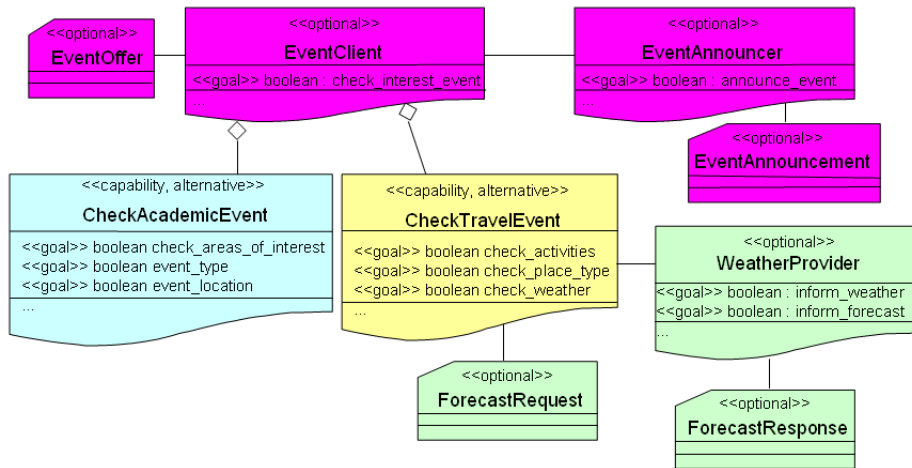 <<optional>>
EventOffer
<<optional>>
EventClient
<<goal>> boolean : check_interest_event
...
<<optional>>
EventAnnouncer
<<goal>> boolean : announce_event
...
<<optional>>
EventAnnouncement
<<capability, alternative>>
CheckAcademicEvent
<<goal>> boolean check_areas_of_interest
<<goal>> boolean event_type
<<goal>> boolean event_location
...
<<capability, alternative>>
CheckTravelEvent
<<goal>> boolean check_activities
<<goal>> boolean check_place_type
<<goal>> boolean check_weather
...
<<optional>>
WeatherProvider
<<goal>> boolean : inform_weather
<<goal>> boolean : inform_forecast
...
<<optional>>
ForecastRequest
<<optional>>
ForecastResponse